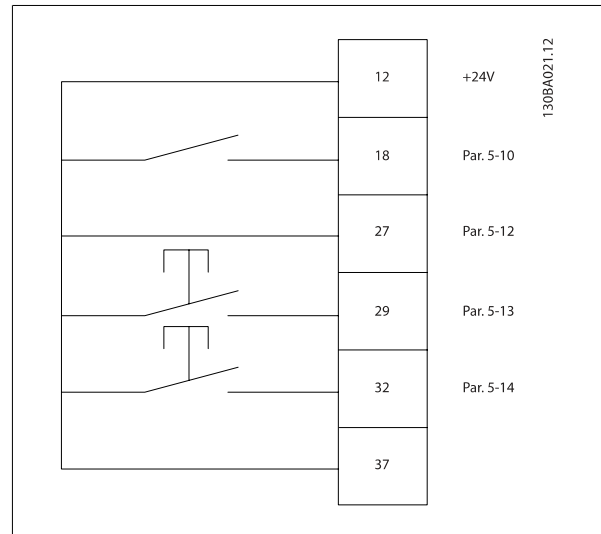 12 +24V
18 Par. 5-10
27 Par. 5-12
29 Par. 5-13
32 Par. 5-14
37
130BA021.12